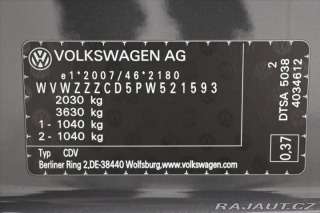 VOLKSWAGEN AG
e1*2007/46*2180
WVWZZZCD5PW521593
2030 kg
3630 kg
1 - 1040 kg
2 - 1040 kg
Typ CDV
Berliner Ring 2,DE-38440 Wolfsburg,www.volkswagen.com
2
DTSA 5038
4034612
0,37
RAJAUT.CZ